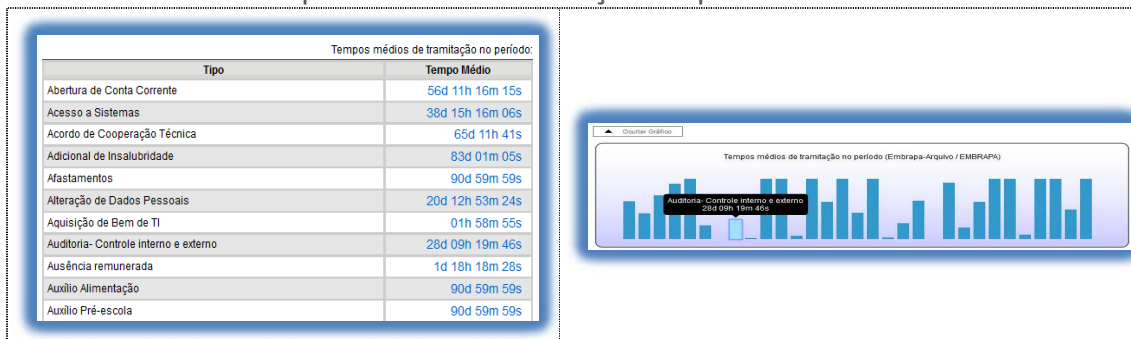 Tempos médios de tramitação no período:
Tipo Tempo Médio
Abertura de Conta Corrente 56d 11h 16m 15s
Acesso a Sistemas 38d 15h 16m 06s
Acordo de Cooperação Técnica 65d 11h 41s
Adicional de Insalubridade 83d 01m 05s
Afastamentos 90d 59m 59s
Alteração de Dados Pessoais 20d 12h 53m 24s
Aquisição de Bem de TI 01h 58m 55s
Auditoria- Controle interno e externo 28d 09h 19m 46s
Ausência remunerada 1d 18h 18m 28s
Auxílio Alimentação 90d 59m 59s
Auxílio Pré-escola 90d 59m 59s
Ocultar Gráfico
Tempos médios de tramitação no período (Embrapa-Arquivo / EMBRAPA)
Auditoria- Controle interno e externo
28d 09h 19m 46s